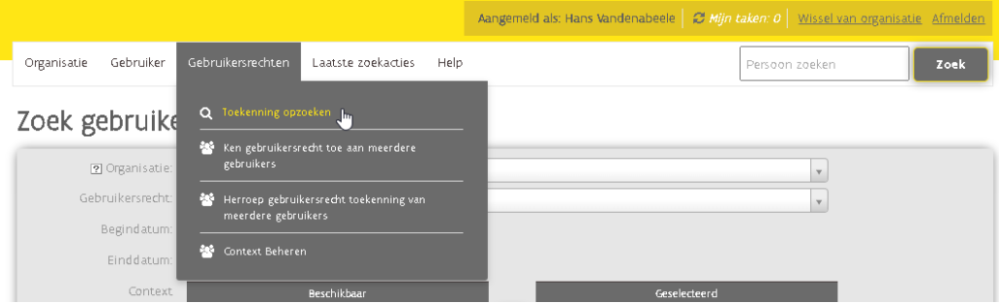 Aangemeld als: Hans Vandenabeele Mijn taken: 0 Wissel van organisatie Afmelden
Organisatie Gebruiker Gebruikersrechten Laatste zoekacties Help Persoon zoeken Zoek
Zoek gebruike
Toekenning opzoeken
Ken gebruikersrecht toe aan meerdere
gebruikers
Herroep gebruikersrecht toekenning van
meerdere gebruikers
Context Beheren
? Organisatie:
Gebruikersrecht:
Begindatum:
Einddatum:
Context Beschikbaar Geselecteerd